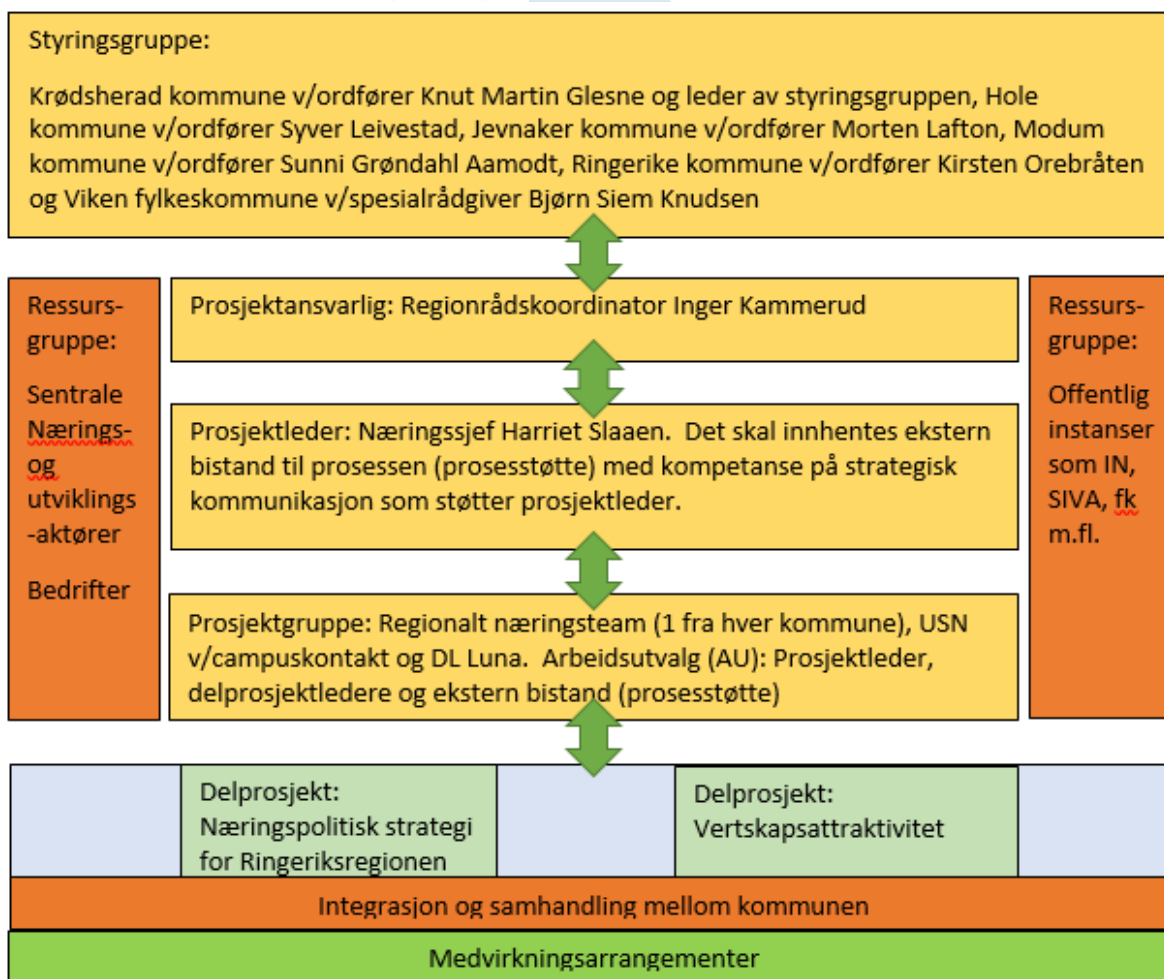 Styringsgruppe:
Krødsherad kommune v/ordfører Knut Martin Glesne og leder av styringsgruppen, Hole
kommune v/ordfører Syver Leivestad, Jevnaker kommune v/ordfører Morten Lafton, Modum
kommune v/ordfører Sunni Grøndahl Aamodt, Ringerike kommune v/ordfører Kirsten Orebråten
og Viken fylkeskommune v/spesialrådgiver Bjørn Siem Knudsen
Ressurs-
gruppe:
Sentrale
Nærings-
og
utviklings
-aktører
Bedrifter
Prosjektansvarlig: Regionrådskoordinator Inger Kammerud
Prosjektleder: Næringssjef Harriet Slaaen.  Det skal innhentes ekstern
bistand til prosessen (prosesstøtte) med kompetanse på strategisk
kommunikasjon som støtter prosjektleder.
Prosjektgruppe: Regionalt næringsteam (1 fra hver kommune), USN
v/campuskontakt og DL Luna.  Arbeidsutvalg (AU): Prosjektleder,
delprosjektledere og ekstern bistand (prosesstøtte)
Ressurs-
gruppe:
Offentlig
instanser
som IN,
SIVA, fk
m.fl.
Delprosjekt:
Næringspolitisk strategi
for Ringeriksregionen
Delprosjekt:
Vertskapsattraktivitet
Integrasjon og samhandling mellom kommunen
Medvirkningsarrangementer